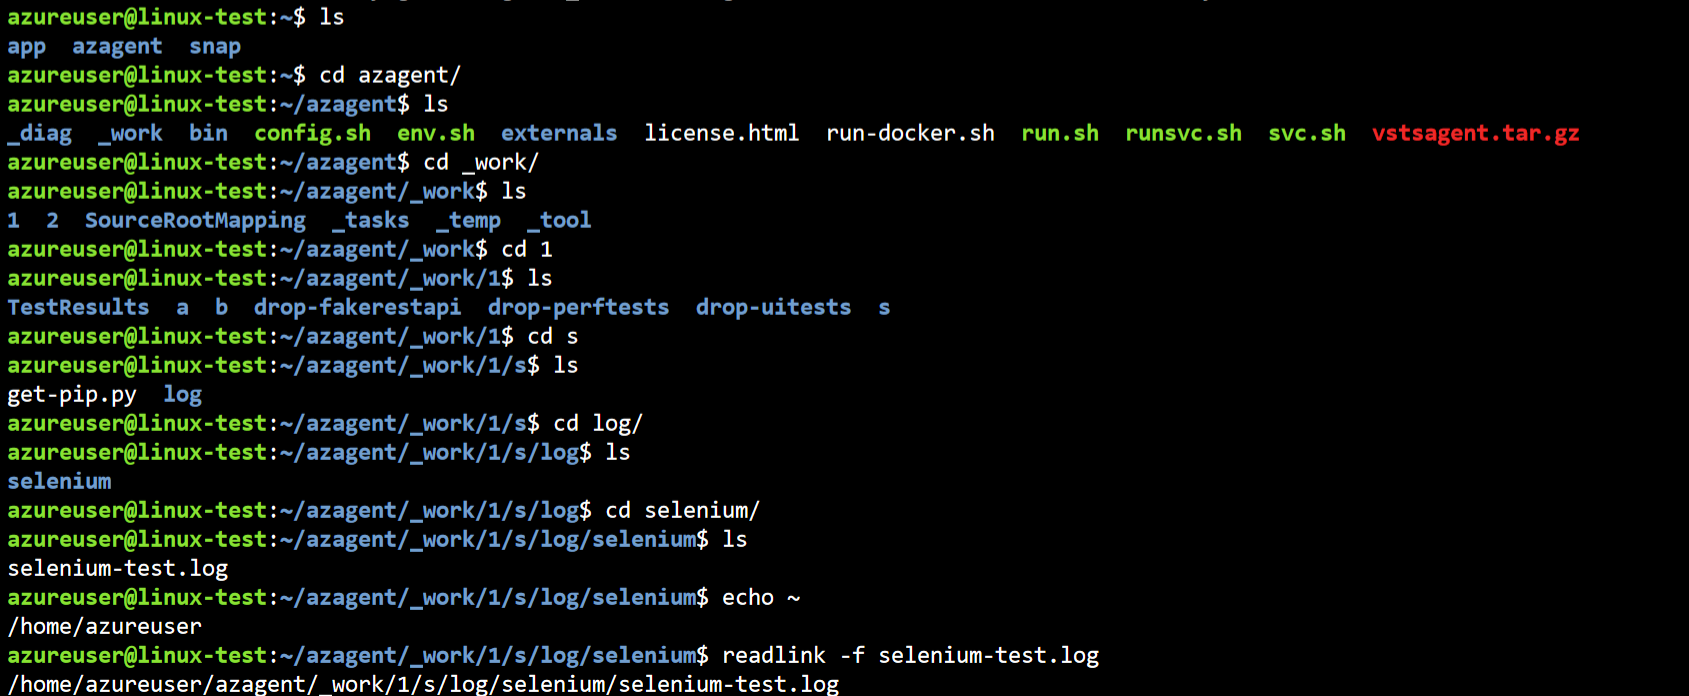 azureuser@linux-test:~$ ls
app azagent snap
azureuser@linux-test:~$ cd azagent/
azureuser@linux-test:~/azagent$ ls
_diag _work bin config.sh env.sh externals license.html run-docker.sh run.sh runsvc.sh svc.sh vstsagent.tar.gz
azureuser@linux-test:~/azagent$ cd _work/
azureuser@linux-test:~/azagent/_work$ ls
1 2 SourceRootMapping _tasks _temp _tool
azureuser@linux-test:~/azagent/_work$ cd 1
azureuser@linux-test:~/azagent/_work/1$ ls
TestResults a b drop-fakerestapi drop-perftests drop-uitests s
azureuser@linux-test:~/azagent/_work/1$ cd s
azureuser@linux-test:~/azagent/_work/1/s$ ls
get-pip.py log
azureuser@linux-test:~/azagent/_work/1/s$ cd log/
azureuser@linux-test:~/azagent/_work/1/s/log$ ls
selenium
azureuser@linux-test:~/azagent/_work/1/s/log$ cd selenium/
azureuser@linux-test:~/azagent/_work/1/s/log/selenium$ ls
selenium-test.log
azureuser@linux-test:~/azagent/_work/1/s/log/selenium$ echo ~
/home/azureuser
azureuser@linux-test:~/azagent/_work/1/s/log/selenium$ readlink -f selenium-test.log
/home/azureuser/azagent/_work/1/s/log/selenium/selenium-test.log